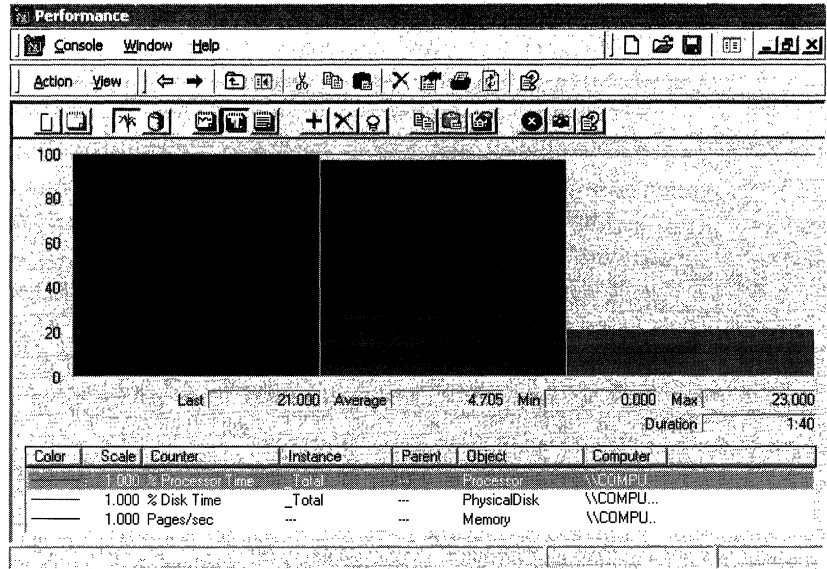 Performance
Console Window Help
Action View
100
80
60
40
20
0
Last 21.000 Average 4.705 Min 0.000 Max 23.000
Duration 1:40
Color Scale Counter Instance Parent Object Computer
1.000 % Processor Time _Total --- Processor \\COMPU...
1.000 % Disk Time _Total --- PhysicalDisk \\COMPU...
1.000 Pages/sec --- --- Memory \\COMPU..